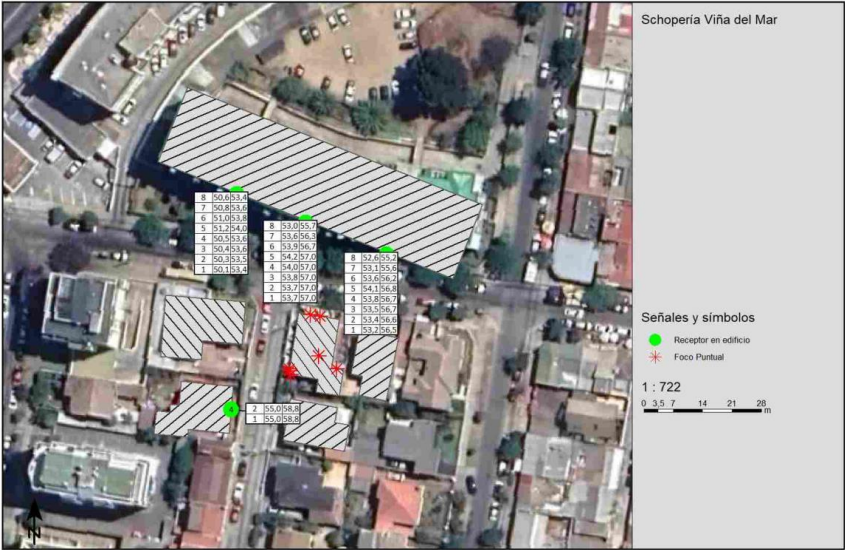 Schopería Viña del Mar
8 50,6 53,4
7 50,8 53,6
6 51,0 53,8
5 51,2 54,0
4 50,5 53,6
3 50,4 53,6
2 50,3 53,5
1 50,1 53,4
8 53,0 55,7
7 53,6 56,3
6 53,9 56,7
5 54,2 57,0
4 54,0 57,0
3 53,8 57,0
2 53,7 57,0
1 53,7 57,0
8 52,6 55,2
7 53,1 55,6
6 53,6 56,2
5 54,1 56,8
4 53,8 56,7
3 53,5 56,7
2 53,4 56,6
1 53,2 56,5
4
2 55,0 58,8
1 55,0 58,8
N
Señales y símbolos
Receptor en edificio
Foco Puntual
1 : 722
0 3,5 7 14 21 28
m